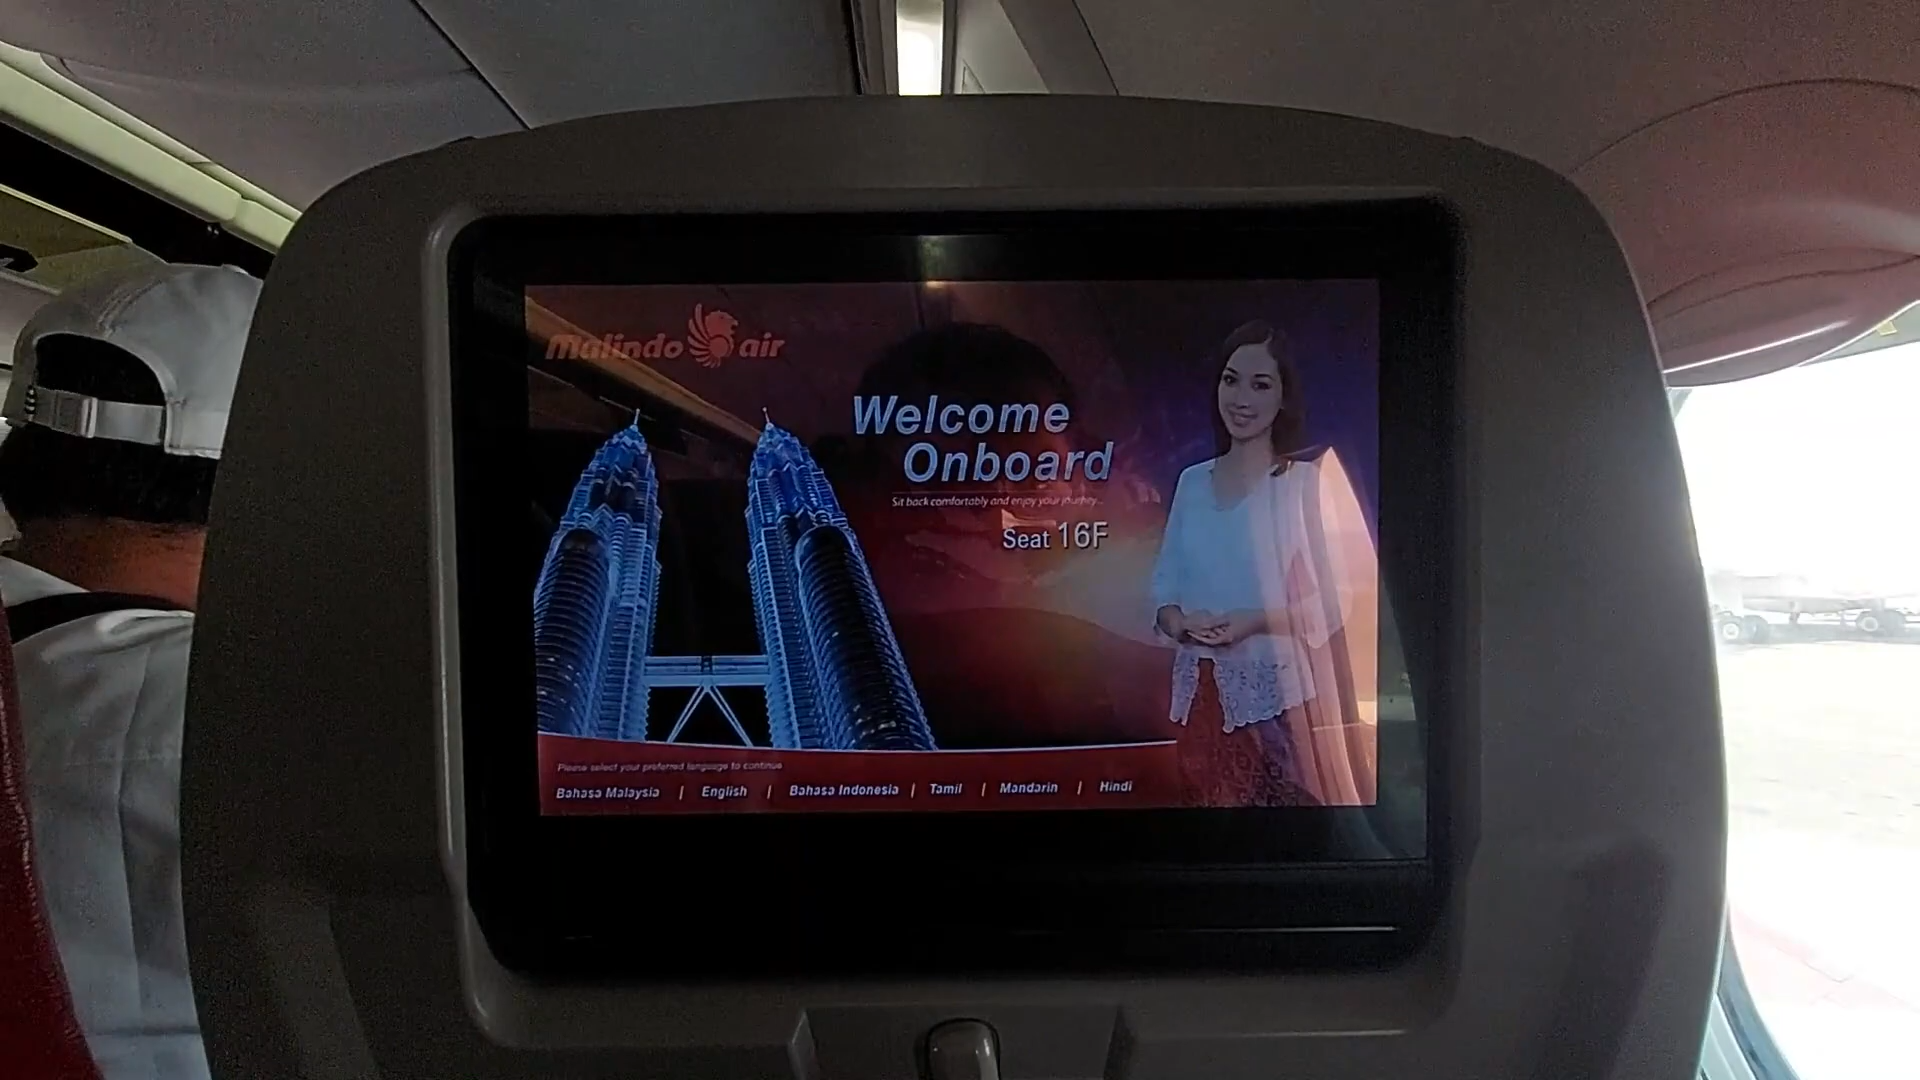 Malindo air
Welcome
Onboard
Sit back comfortably and enjoy your journey...
Seat 16F
Please select your preferred language to continue
Bahasa Malaysia | English | Bahasa Indonesia | Tamil | Mandarin | Hindi